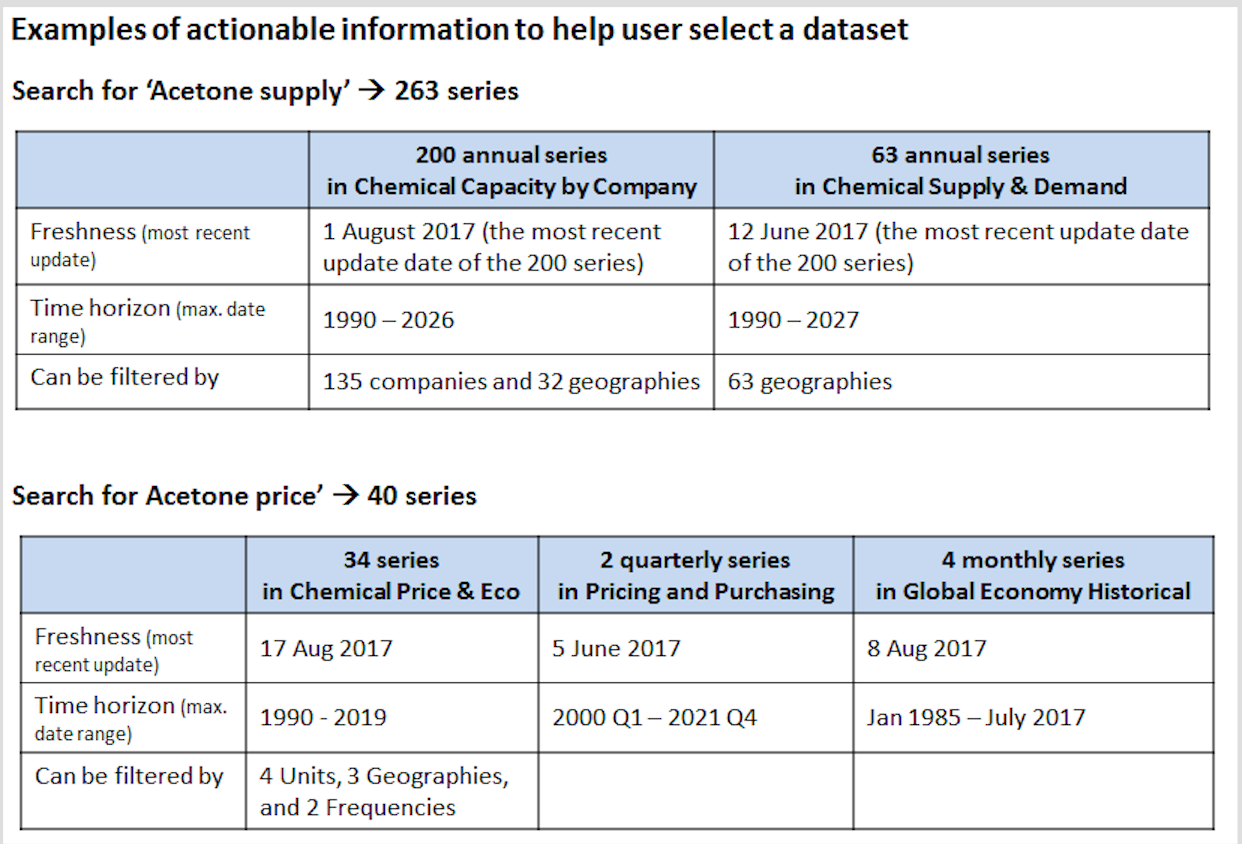 Examples of actionable information to help user select a dataset
Search for ‘Acetone supply’ → 263 series
200 annual series
in Chemical Capacity by Company
63 annual series
in Chemical Supply & Demand
Freshness (most recent
update)
1 August 2017 (the most recent
update date of the 200 series)
12 June 2017 (the most recent update date
of the 200 series)
Time horizon (max. date
range)
1990 – 2026
1990 – 2027
Can be filtered by
135 companies and 32 geographies
63 geographies
Search for Acetone price’ → 40 series
34 series
in Chemical Price & Eco
2 quarterly series
in Pricing and Purchasing
4 monthly series
in Global Economy Historical
Freshness (most
recent update)
17 Aug 2017
5 June 2017
8 Aug 2017
Time horizon (max.
date range)
1990 - 2019
2000 Q1 – 2021 Q4
Jan 1985 – July 2017
Can be filtered by
4 Units, 3 Geographies,
and 2 Frequencies